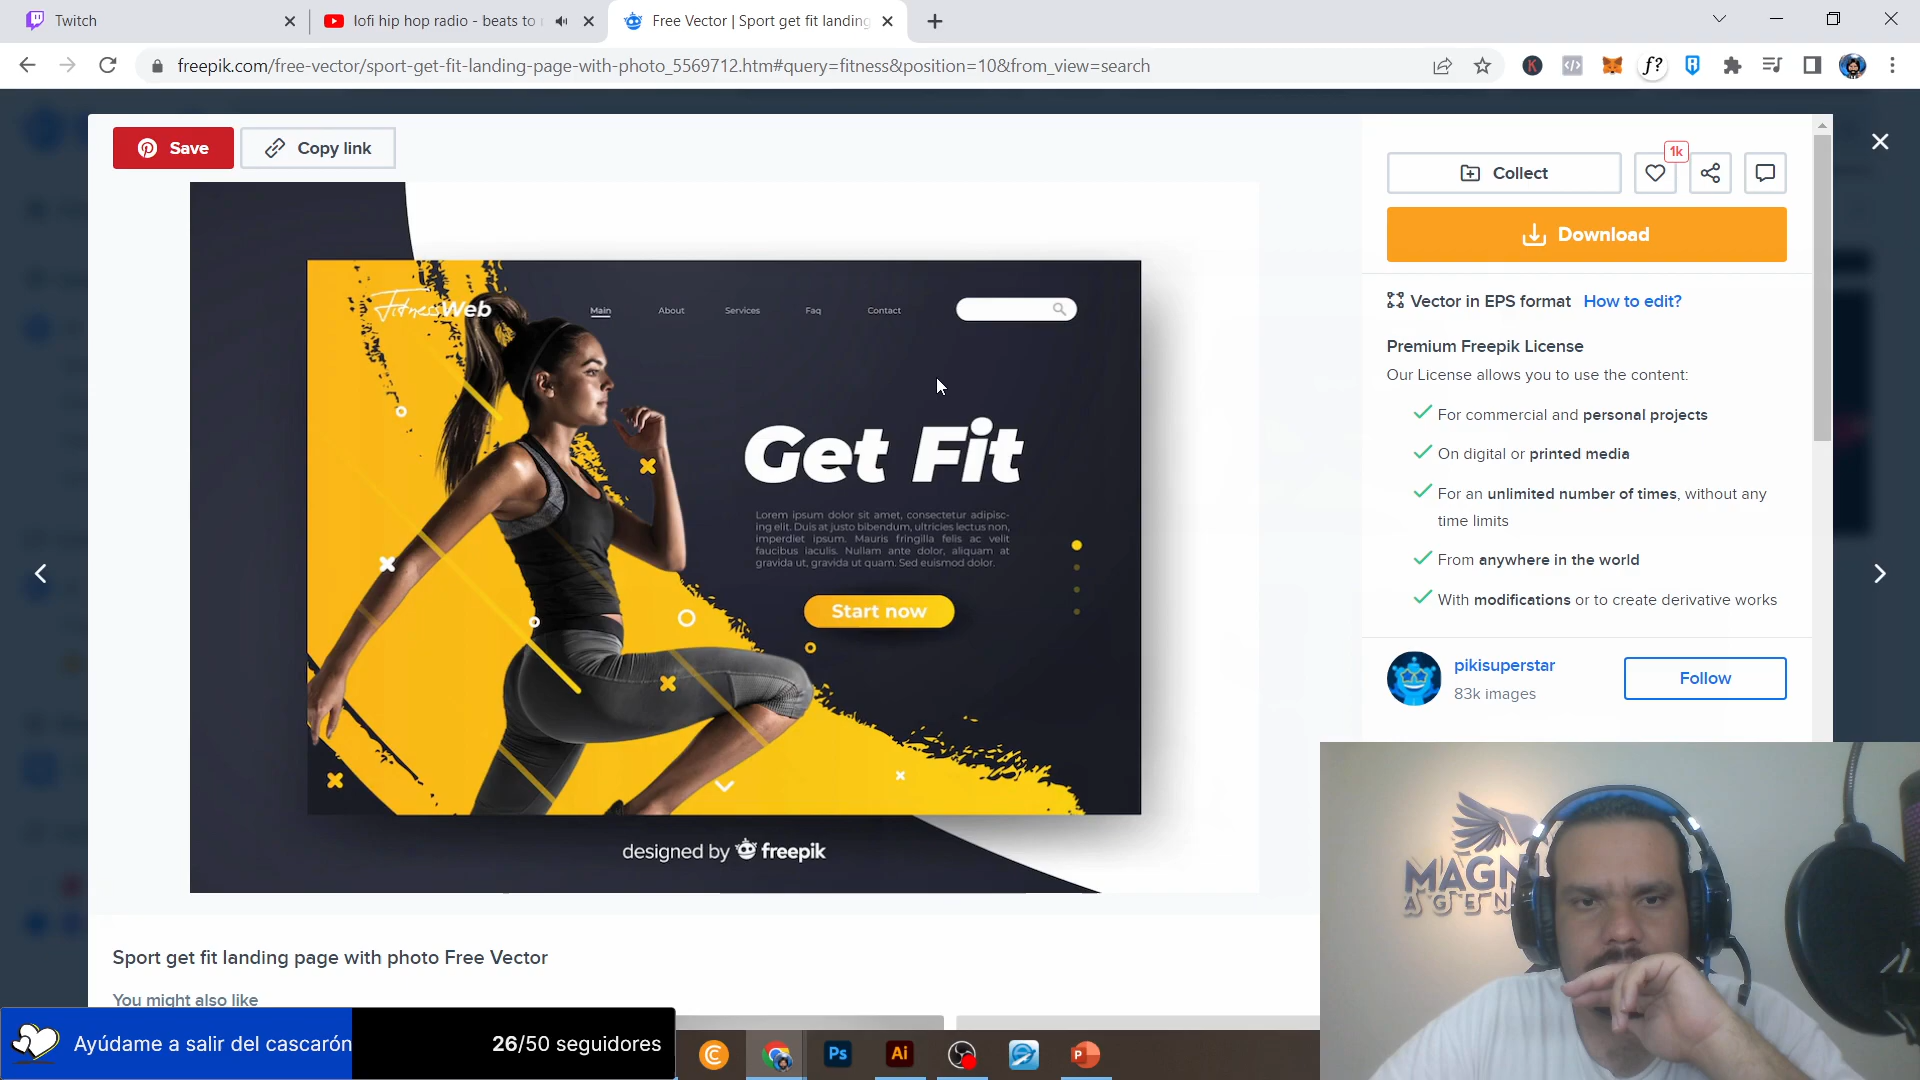 Twitch
lofi hip hop radio - beats to
Free Vector | Sport get fit landing
freepik.com/free-vector/sport-get-fit-landing-page-with-photo_5569712.htm#query=fitness&position=10&from_view=search
Save
Copy link
1k
Collect
Download
FitnessWeb
Main
About
Services
Faq
Contact
Get Fit
Lorem ipsum dolor sit amet, consectetur adipisc-
ing elit. Duis at justo bibendum, ultricies lectus non,
imperdiet ipsum. Mauris fringilla felis ac velit
faucibus iaculis. Nullam ante dolor, aliquam at
gravida ut, gravida ut quam. Sed euismod dolor.
Start now
designed by freepik
Vector in EPS format How to edit?
Premium Freepik License
Our License allows you to use the content:
For commercial and personal projects
On digital or printed media
For an unlimited number of times, without any
time limits
From anywhere in the world
With modifications or to create derivative works
pikisuperstar
83k images
Follow
Sport get fit landing page with photo Free Vector
You might also like
MAGN
AGEN
Ayúdame a salir del cascarón
26/50 seguidores
Ps
Ai